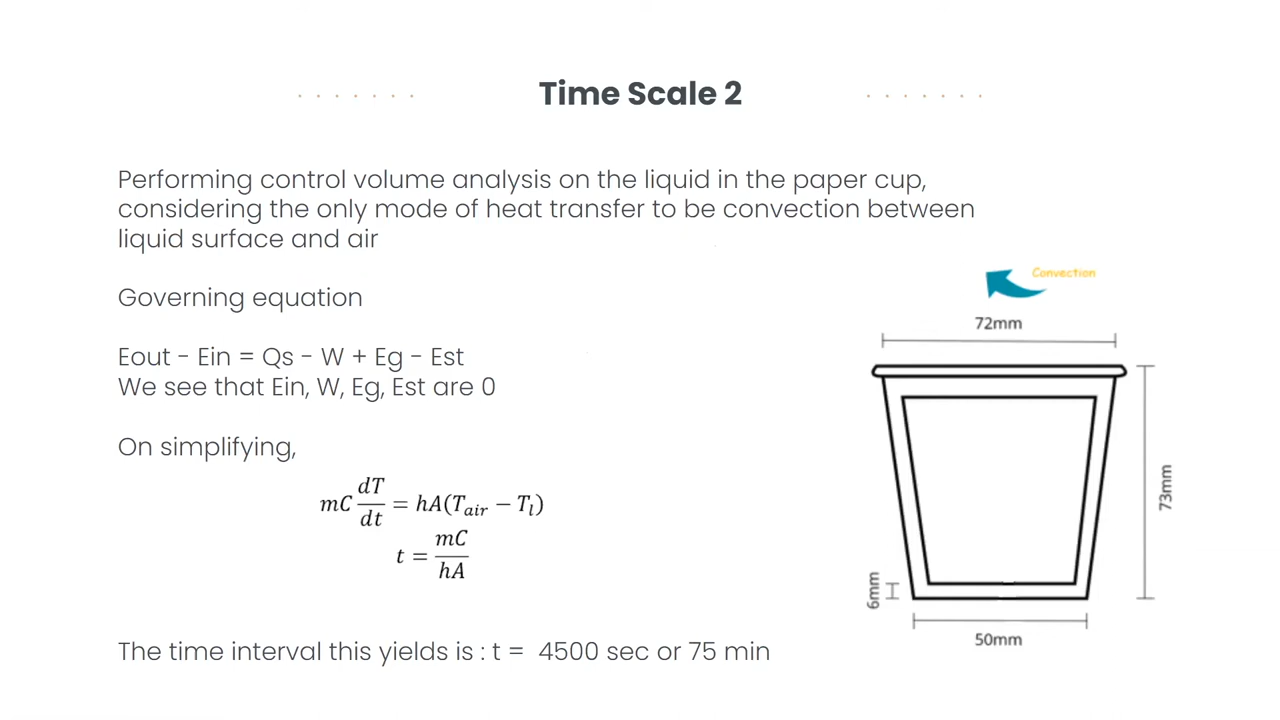 Time Scale 2
Performing control volume analysis on the liquid in the paper cup,
considering the only mode of heat transfer to be convection between
liquid surface and air
Convection
Governing equation
72mm
Eout - Ein = Qs - W + Eg - Est
We see that Ein, W, Eg, Est are 0
On simplifying,
mC dT/dt = hA(T_air − T_l)
t = mC/hA
73mm
6mm
50mm
The time interval this yields is : t = 4500 sec or 75 min